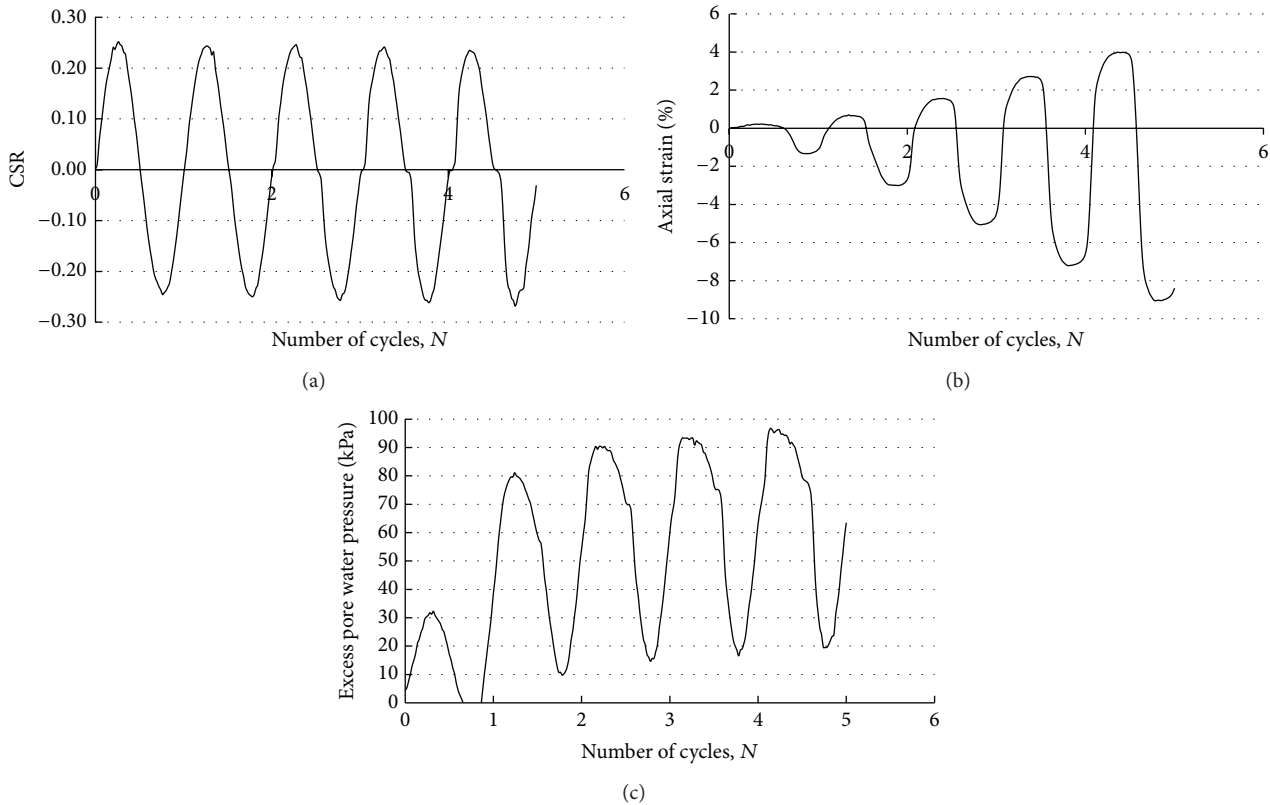 0.30
0.20
0.10
0.00
−0.10
−0.20
−0.30
CSR
0 2 4 6
Number of cycles, N
(a)
6
4
2
0
−2
−4
−6
−8
−10
Axial strain (%)
0 2 4 6
Number of cycles, N
(b)
100
90
80
70
60
50
40
30
20
10
0
Excess pore water pressure (kPa)
0 1 2 3 4 5 6
Number of cycles, N
(c)